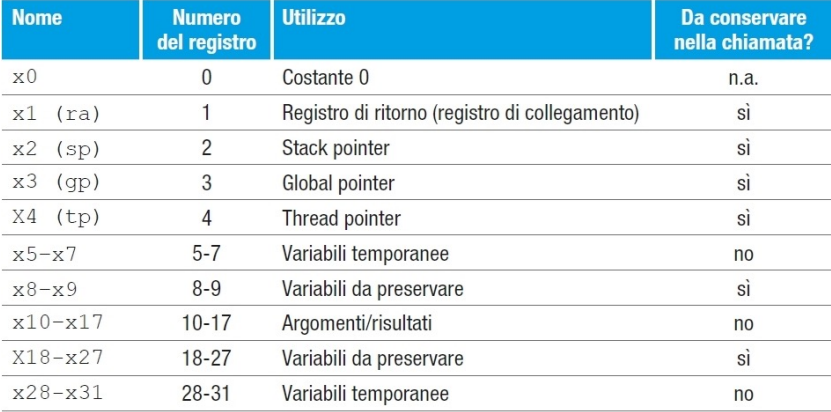 Nome Numero del registro Utilizzo Da conservare nella chiamata?
x0 0 Costante 0 n.a.
x1 (ra) 1 Registro di ritorno (registro di collegamento) sì
x2 (sp) 2 Stack pointer sì
x3 (gp) 3 Global pointer sì
X4 (tp) 4 Thread pointer sì
x5–x7 5-7 Variabili temporanee no
x8–x9 8-9 Variabili da preservare sì
x10–x17 10-17 Argomenti/risultati no
X18–x27 18-27 Variabili da preservare sì
x28–x31 28-31 Variabili temporanee no